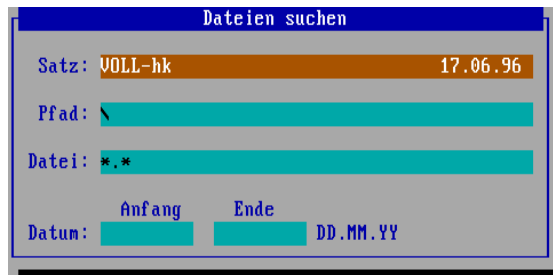 Dateien suchen
Satz: VOLL-hk 17.06.96
Pfad: \
Datei: *.*
Anfang Ende
Datum: DD.MM.YY